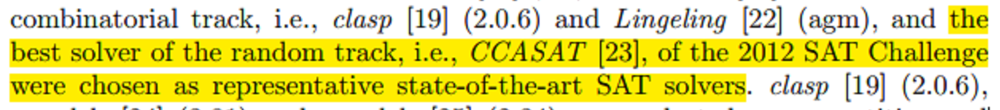 combinatorial track, i.e., clasp [19] (2.0.6) and Lingeling [22] (agm), and the
best solver of the random track, i.e., CCASAT [23], of the 2012 SAT Challenge
were chosen as representative state-of-the-art SAT solvers. clasp [19] (2.0.6),